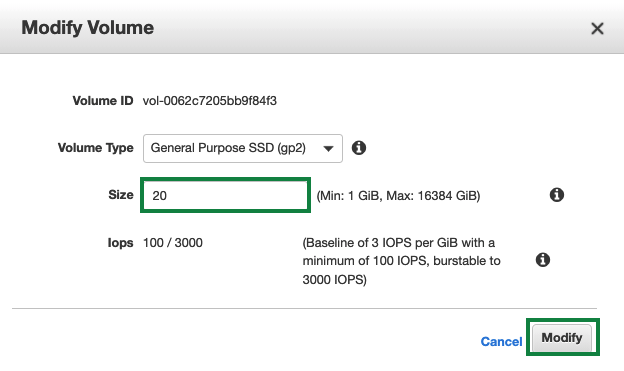 Modify Volume
Volume ID vol-0062c7205bb9f84f3
Volume Type General Purpose SSD (gp2)
Size 20 (Min: 1 GiB, Max: 16384 GiB)
Iops 100 / 3000 (Baseline of 3 IOPS per GiB with a
minimum of 100 IOPS, burstable to
3000 IOPS)
Cancel Modify